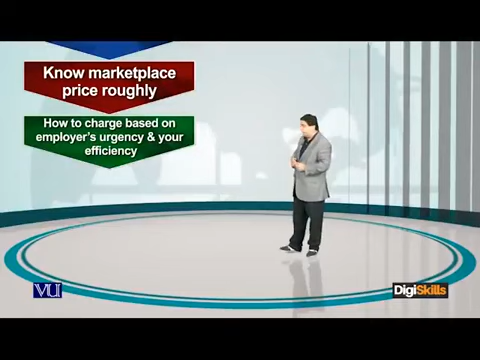 Know marketplace
price roughly
How to charge based on
employer's urgency & your
efficiency
VU
DigiSkills